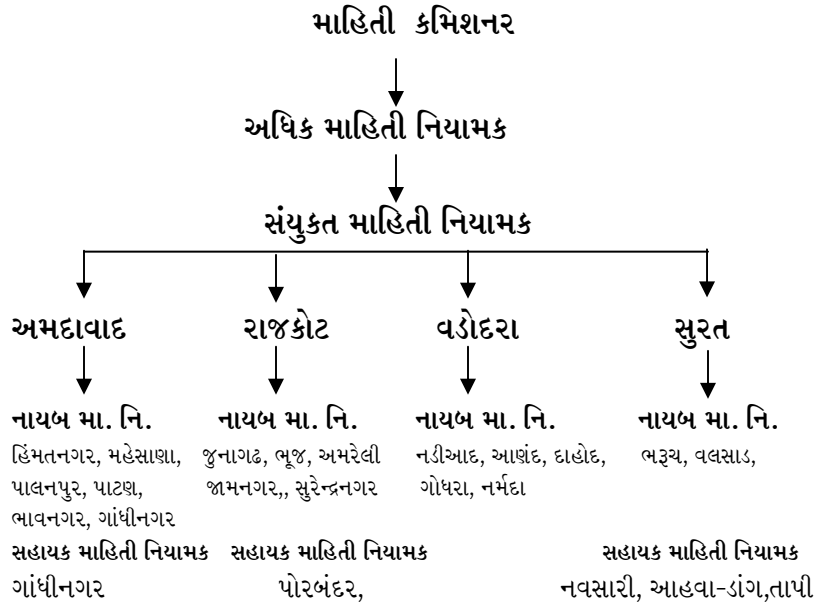 માહિતી કમિશનર
અધિક માહિતી નિયામક
સંયુકત માહિતી નિયામક
અમદાવાદ રાજકોટ વડોદરા સુરત
નાયબ મા. નિ. નાયબ મા. નિ. નાયબ મા. નિ. નાયબ મા. નિ.
હિંમતનગર, મહેસાણા, જુનાગઢ, ભૂજ, અમરેલી નડીઆદ, આણંદ, દાહોદ, ભરૂચ, વલસાડ,
પાલનપુર, પાટણ, જામનગર,, સુરેન્દ્રનગર ગોધરા, નર્મદા
ભાવનગર, ગાંધીનગર
સહાયક માહિતી નિયામક સહાયક માહિતી નિયામક સહાયક માહિતી નિયામક
ગાંધીનગર પોરબંદર, નવસારી, આહવા-ડાંગ,તાપી